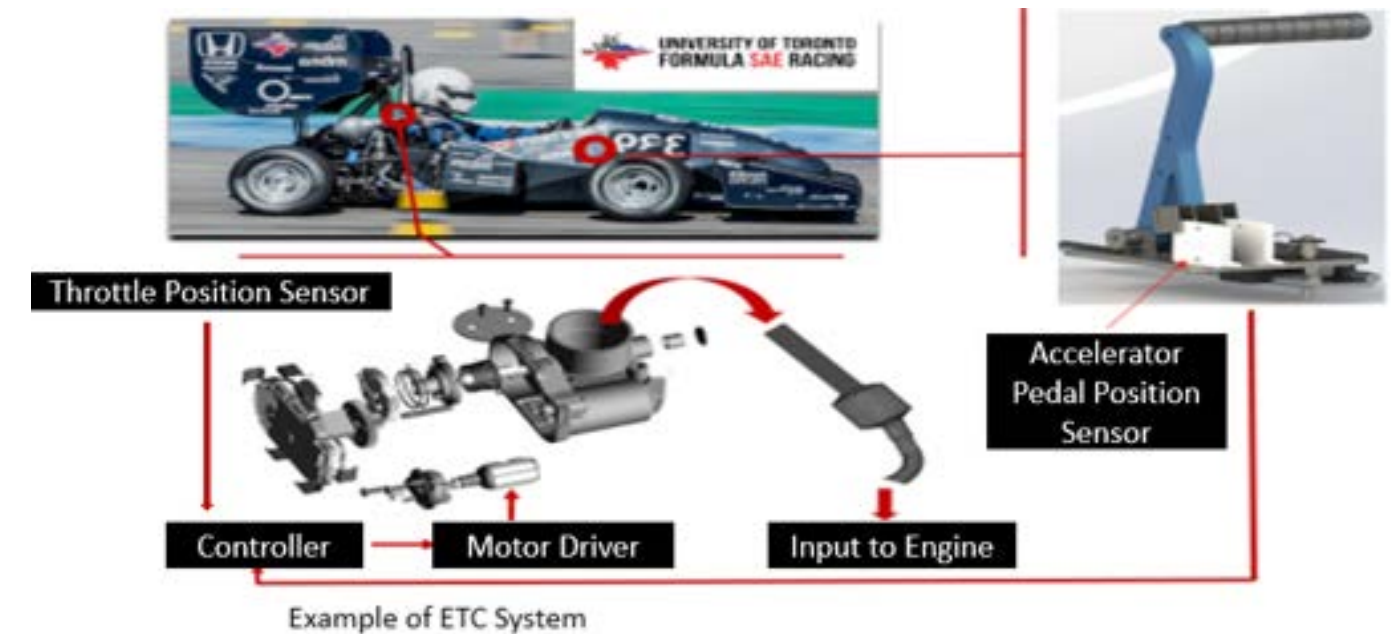 UNIVERSITY OF TORONTO
FORMULA SAE RACING
Throttle Position Sensor
Accelerator
Pedal Position
Sensor
Controller
Motor Driver
Input to Engine
Example of ETC System